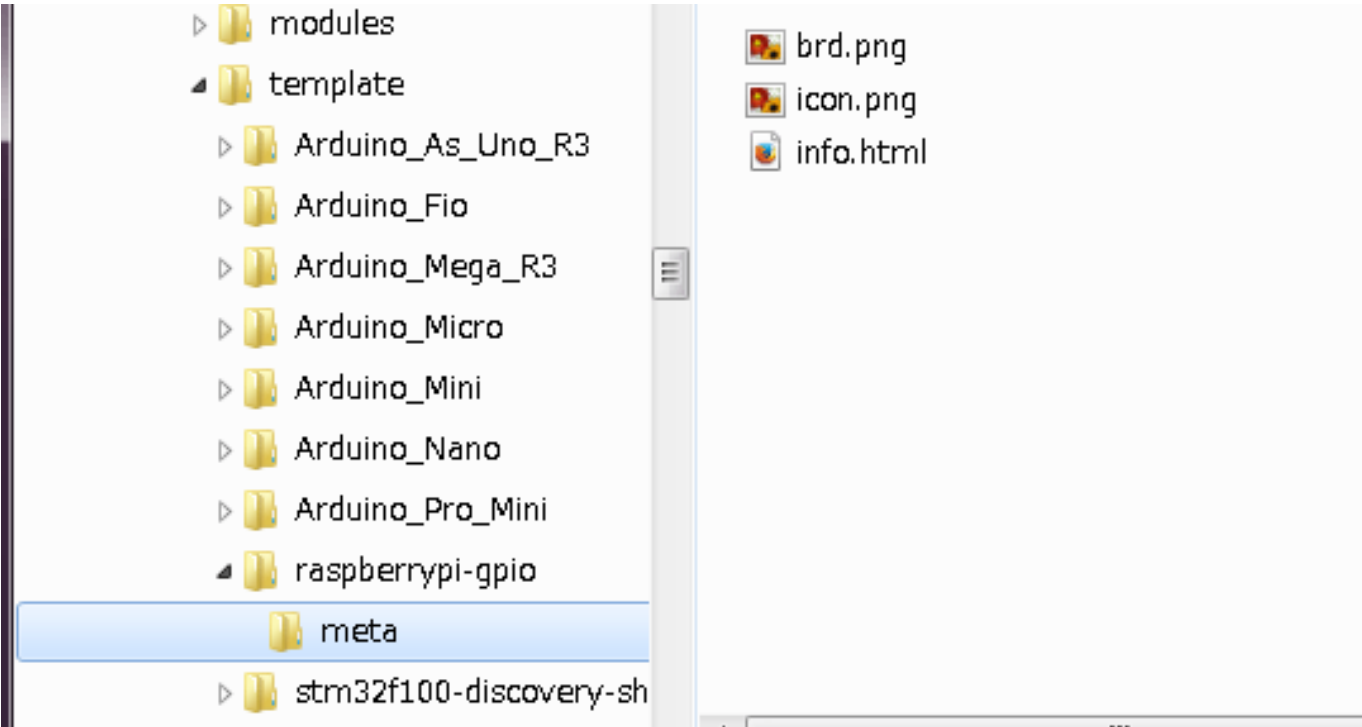 modules
template
Arduino_As_Uno_R3
Arduino_Fio
Arduino_Mega_R3
Arduino_Micro
Arduino_Mini
Arduino_Nano
Arduino_Pro_Mini
raspberrypi-gpio
meta
stm32f100-discovery-sh
brd.png
icon.png
info.html